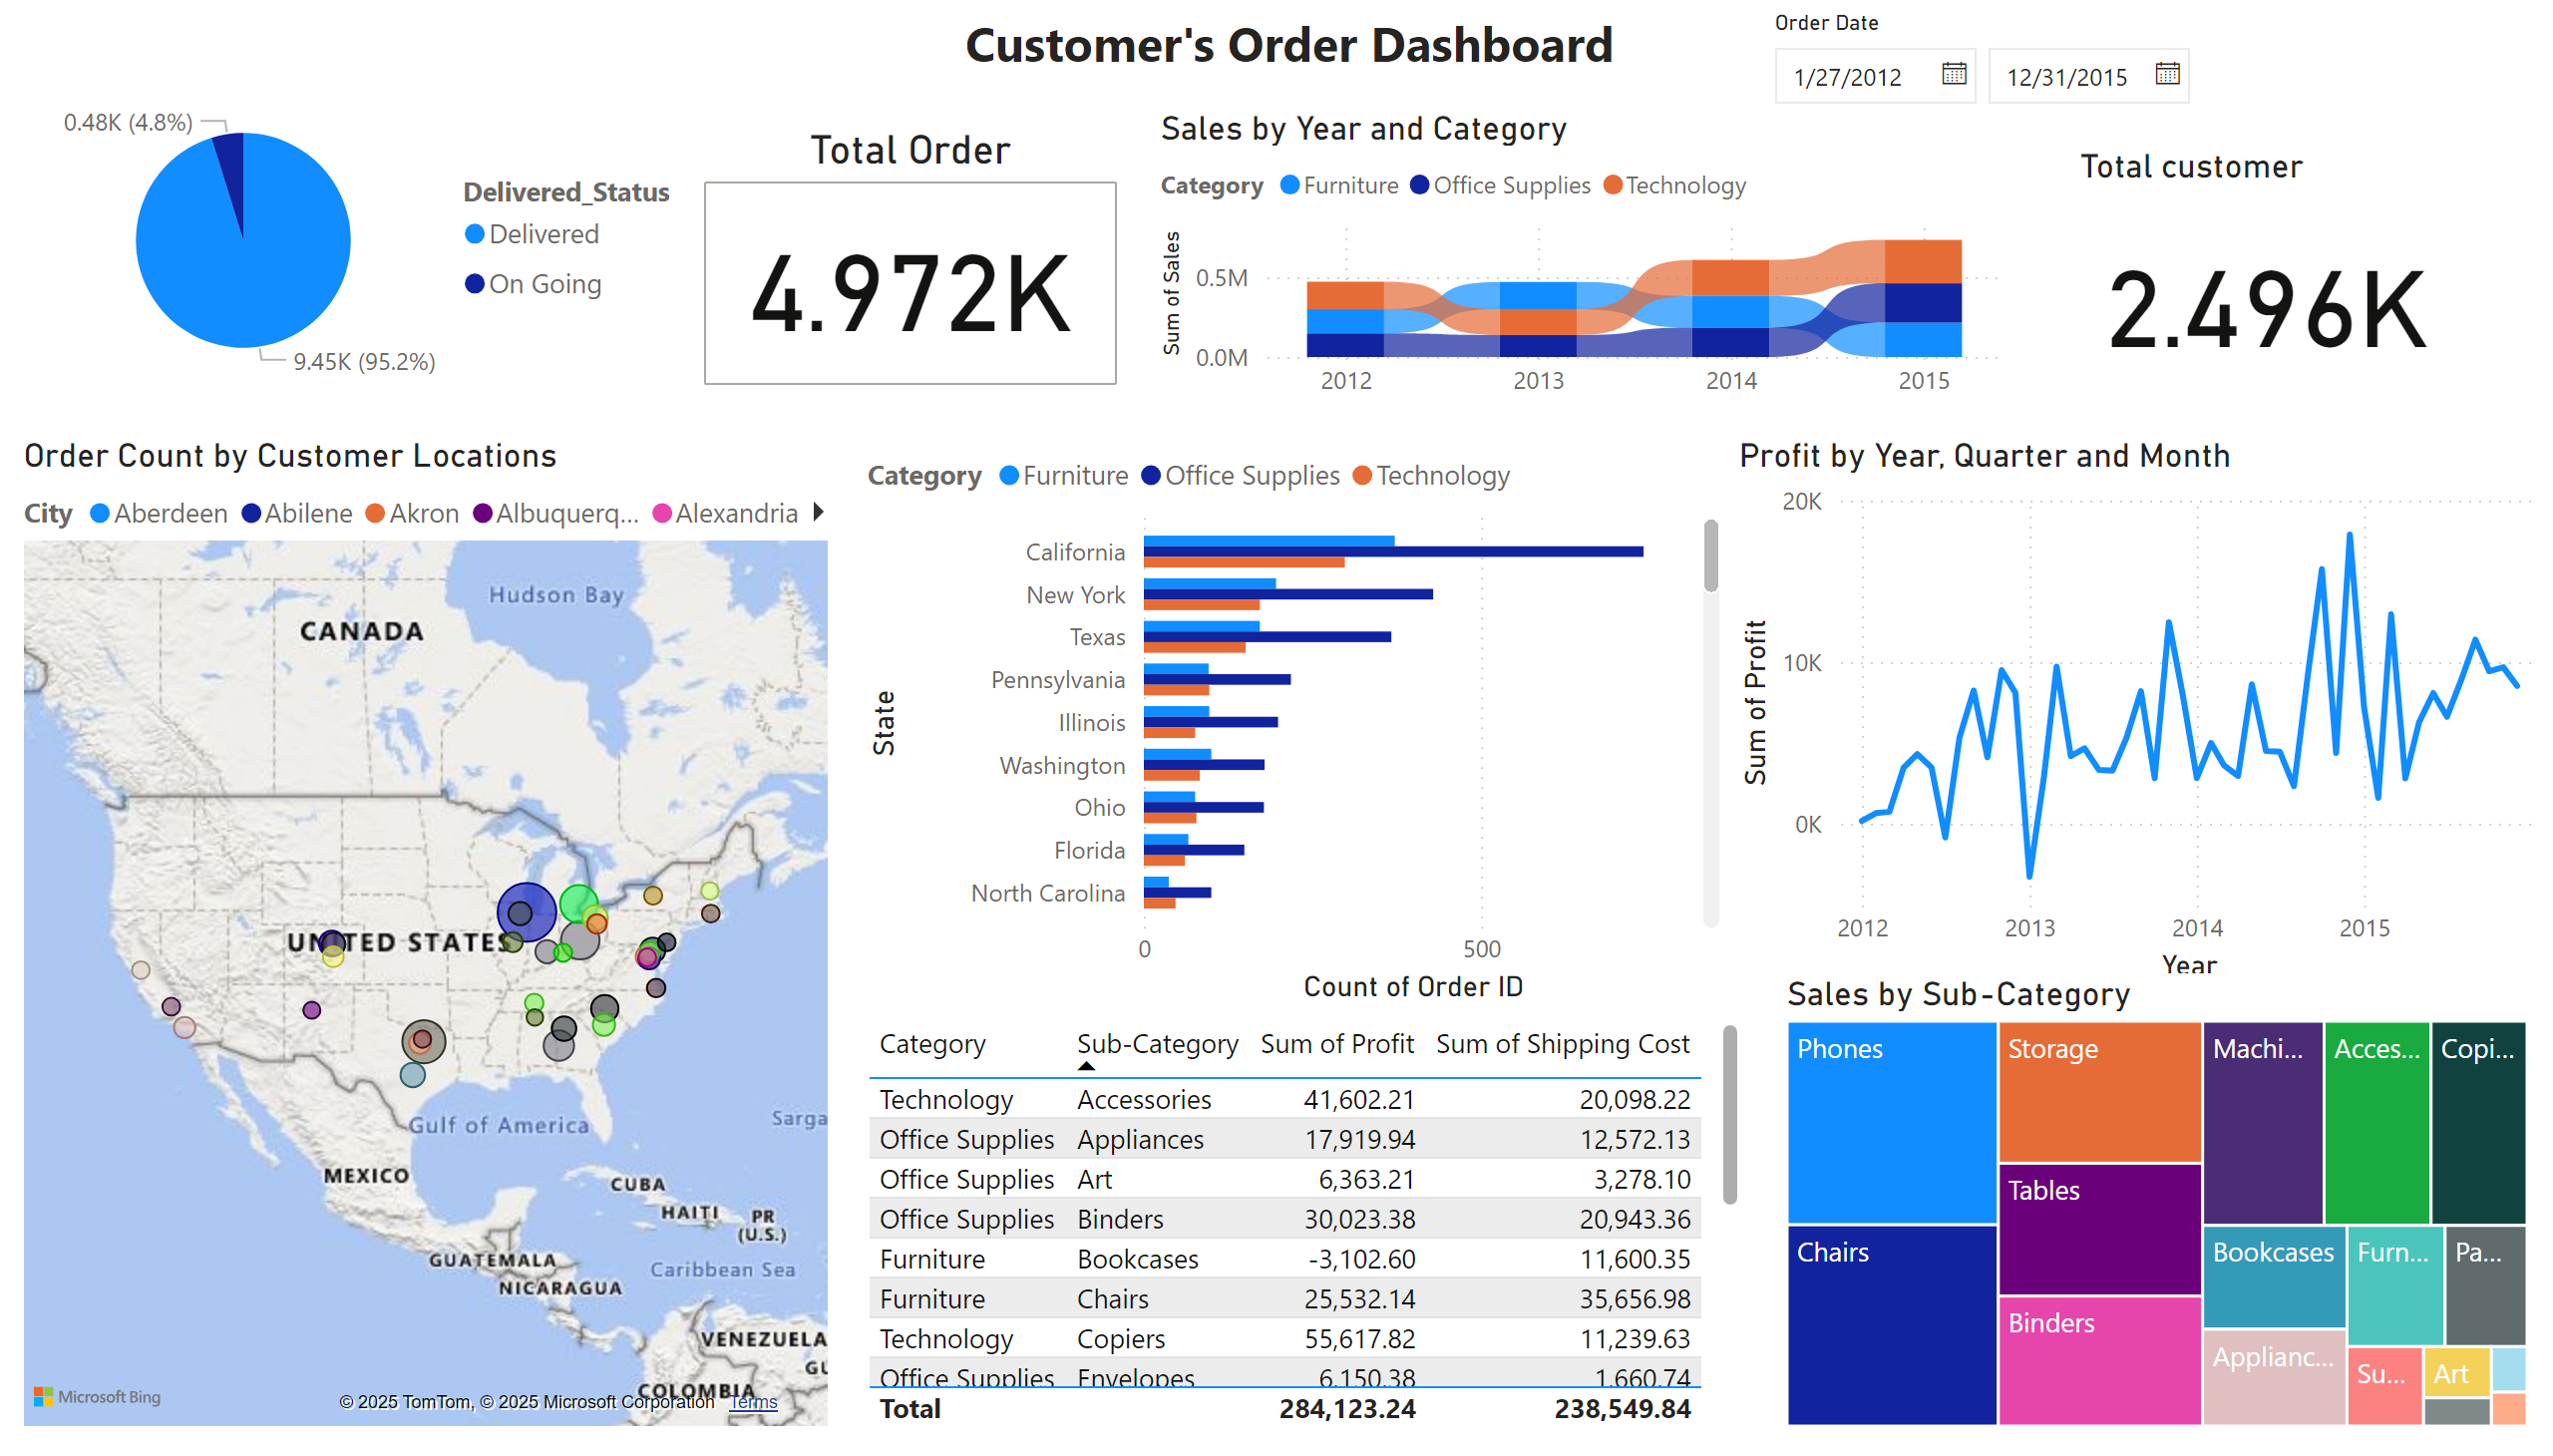 Customer's Order Dashboard
Order Date
1/27/2012
12/31/2015
0.48K (4.8%)
9.45K (95.2%)
Delivered_Status
Delivered
On Going
Total Order
4.972K
Sales by Year and Category
Category Furniture Office Supplies Technology
Sum of Sales
0.5M
0.0M
2012 2013 2014 2015
Total customer
2.496K
Order Count by Customer Locations
City Aberdeen Abilene Akron Albuquerq... Alexandria
Hudson Bay
CANADA
UNITED STATES
Gulf of America
Sarga
MEXICO
CUBA
HAITI
PR
(U.S.)
GUATEMALA
Caribbean Sea
NICARAGUA
VENEZUELA
GU
COLOMBIA
Microsoft Bing
© 2025 TomTom, © 2025 Microsoft Corporation Terms
Category Furniture Office Supplies Technology
State
California
New York
Texas
Pennsylvania
Illinois
Washington
Ohio
Florida
North Carolina
0 500
Count of Order ID
Category Sub-Category Sum of Profit Sum of Shipping Cost
Technology Accessories 41,602.21 20,098.22
Office Supplies Appliances 17,919.94 12,572.13
Office Supplies Art 6,363.21 3,278.10
Office Supplies Binders 30,023.38 20,943.36
Furniture Bookcases -3,102.60 11,600.35
Furniture Chairs 25,532.14 35,656.98
Technology Copiers 55,617.82 11,239.63
Office Supplies Envelopes 6,150.38 1,660.74
Total 284,123.24 238,549.84
Profit by Year, Quarter and Month
Sum of Profit
20K
10K
0K
2012 2013 2014 2015
Year
Sales by Sub-Category
Phones
Storage
Machi...
Acces...
Copi...
Tables
Chairs
Bookcases
Furn...
Pa...
Binders
Applianc...
Su...
Art